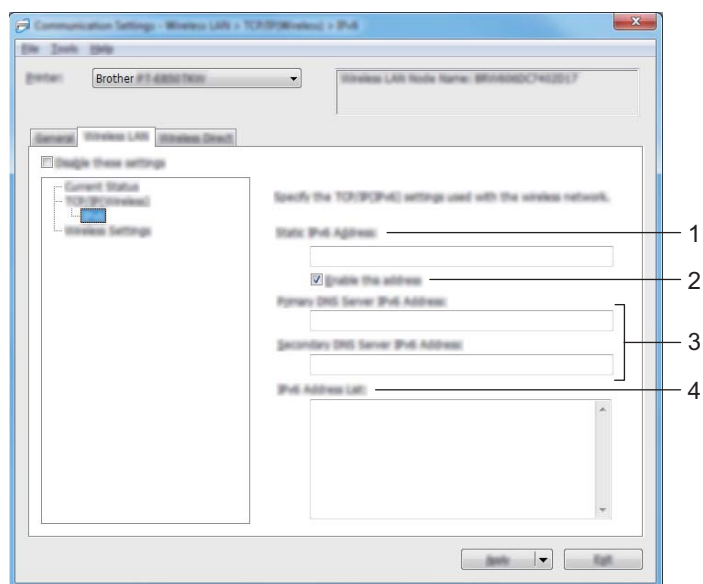 Communication Settings - Wireless LAN > TCP/IP(Wireless) > IPv6
File Tools Help
Printer:
Brother
Wireless LAN Node Name:
General Wireless LAN Wireless Direct
Disable these settings
Current Status
TCP/IP(Wireless)
IPv6
Wireless Settings
Specify the TCP/IP(IPv6) settings used with the wireless network.
Static IPv6 Address: 1
Enable this address 2
Primary DNS Server IPv6 Address:
3
Secondary DNS Server IPv6 Address:
IPv6 Address List: 4
Apply Exit